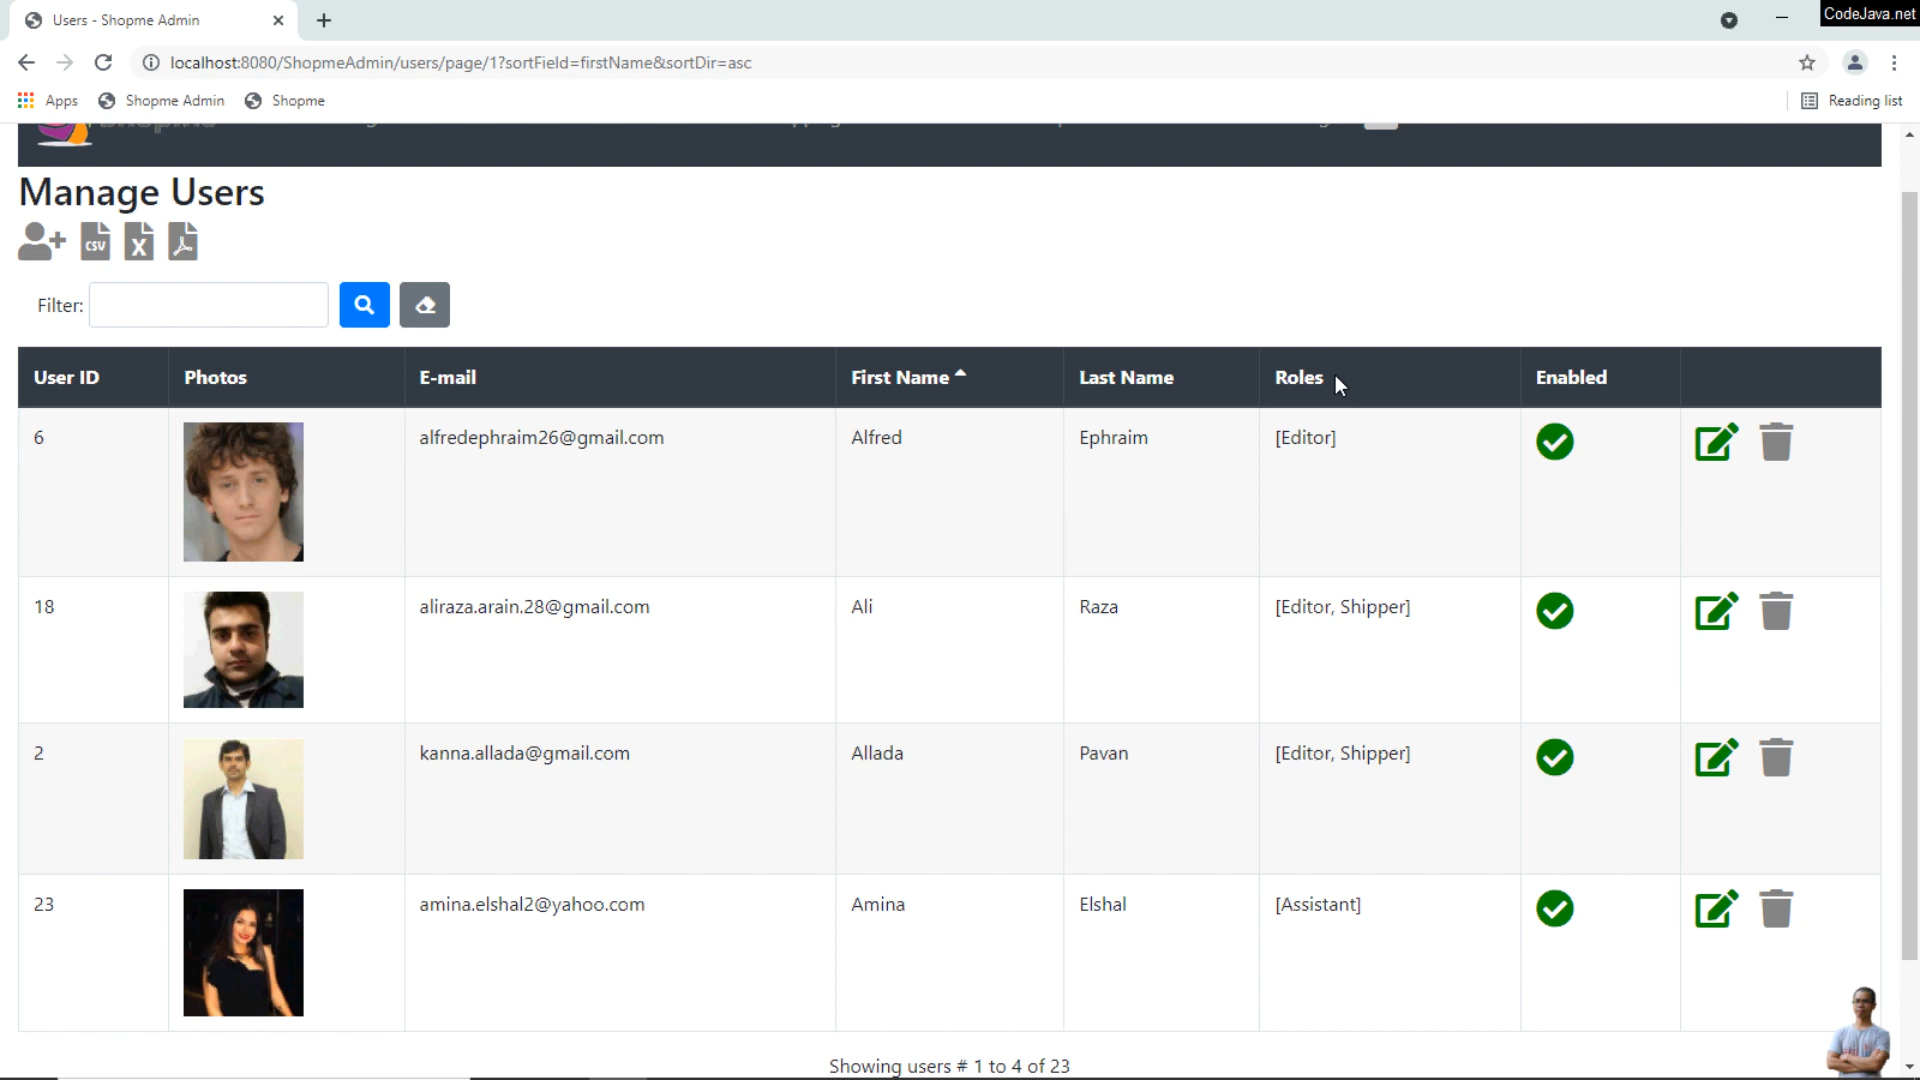 Users - Shopme Admin
CodeJava.net
localhost:8080/ShopmeAdmin/users/page/1?sortField=firstName&sortDir=asc
Apps Shopme Admin Shopme Reading list
Manage Users
CSV X
Filter:
User ID Photos E-mail First Name Last Name Roles Enabled
6 alfredephraim26@gmail.com Alfred Ephraim [Editor]
18 aliraza.arain.28@gmail.com Ali Raza [Editor, Shipper]
2 kanna.allada@gmail.com Allada Pavan [Editor, Shipper]
23 amina.elshal2@yahoo.com Amina Elshal [Assistant]
Showing users # 1 to 4 of 23